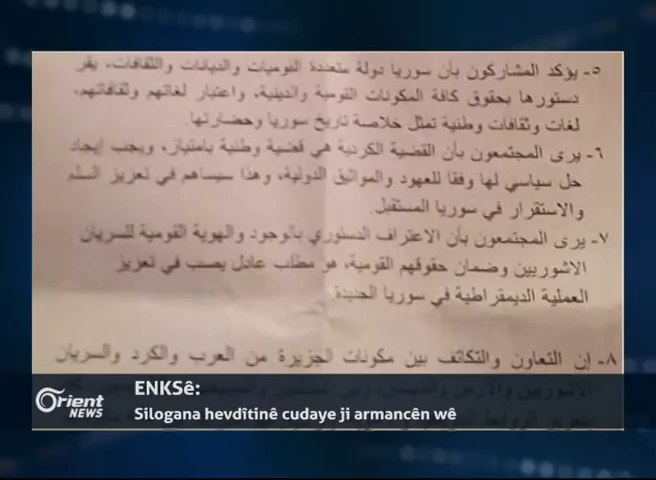 ٥- يؤكد المشاركون بأن سوريا دولة متعددة القوميات والديانات والثقافات، يقر
دستورها بحقوق كافة المكونات القومية والدينية، واعتبار لغاتهم وثقافاتهم،
لغات وثقافات وطنية تمثل خلاصة تاريخ سوريا وحضارتها.
٦- يرى المجتمعون بأن القضية الكردية هي قضية وطنية بامتياز، ويجب إيجاد
حل سياسي لها وفقا للعهود والمواثيق الدولية، وهذا سيساهم في تعزيز السلم
والاستقرار في سوريا المستقبل.
٧- يرى المجتمعون بأن الاعتراف الدستوري بالوجود والهوية القومية للسريان
الاشوريين وضمان حقوقهم القومية، هو مطلب عادل يصب في تعزيز
العملية الديمقراطية في سوريا الجديدة.
٨- إن التعاون والتكاتف بين مكونات الجزيرة من العرب والكرد والسريان
الاشوريين والأرمن
Orient
NEWS
ENKSê:
Silogana hevdîtinê cudaye ji armancên wê